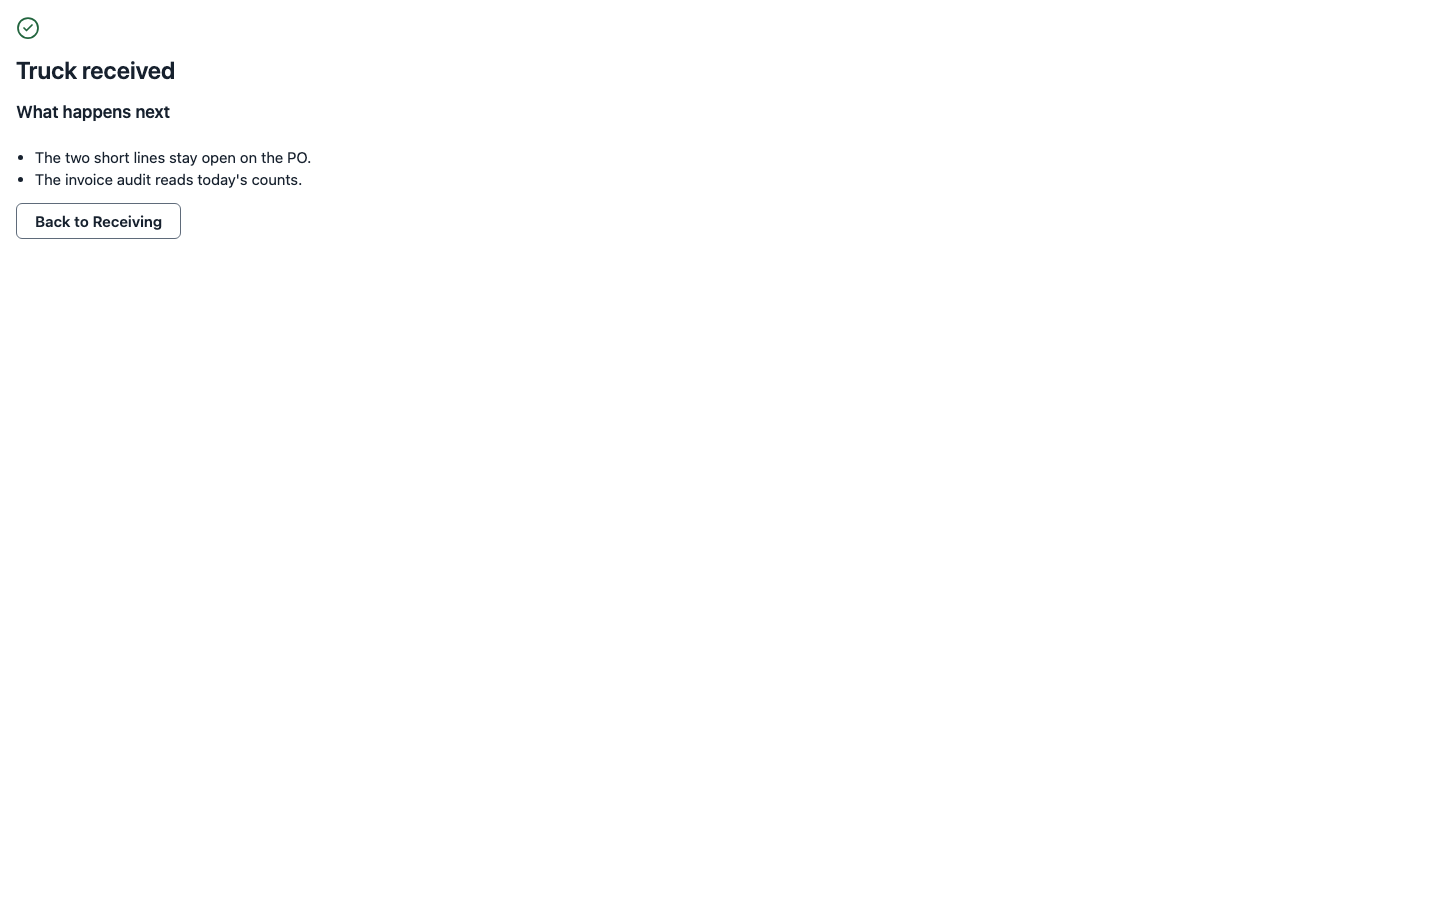 Truck received
What happens next
The two short lines stay open on the PO.
The invoice audit reads today's counts.
Back to Receiving